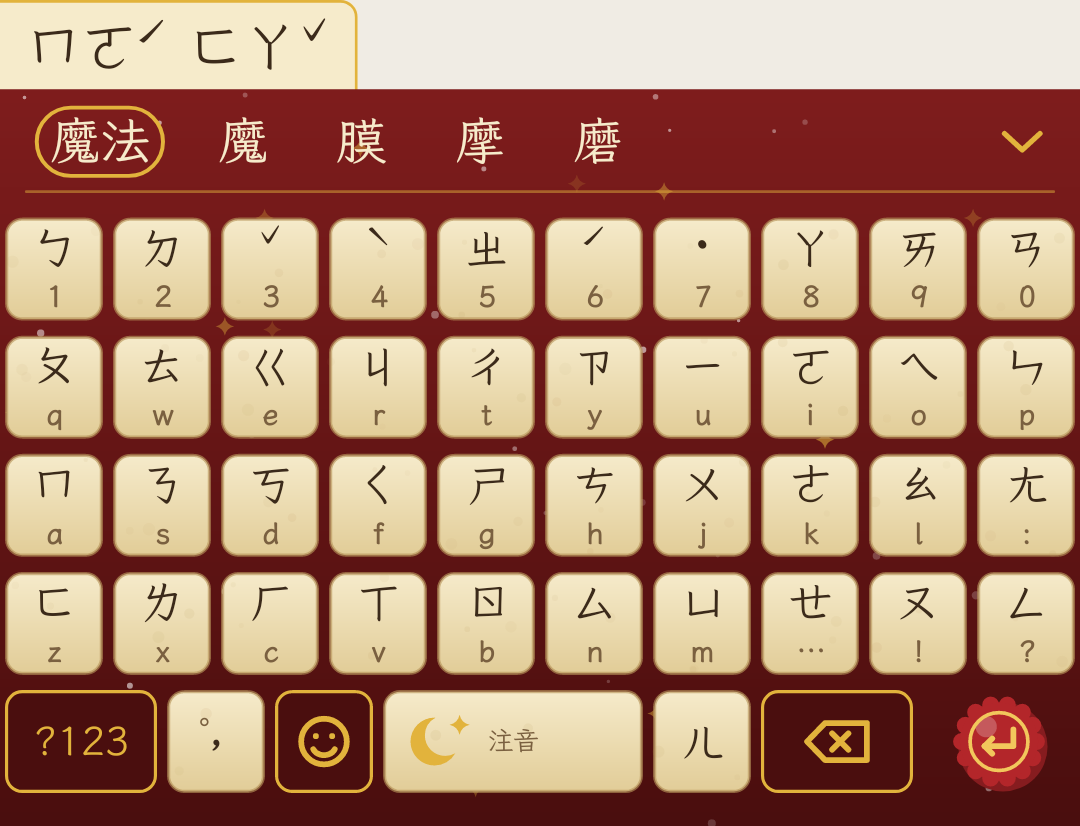 ㄇㄛˊ ㄈㄚˇ
魔法 魔 膜 摩 磨
ㄅ ㄉ ˇ ˋ ㄓ ˊ ˙ ㄚ ㄞ ㄢ
1 2 3 4 5 6 7 8 9 0
ㄆ ㄊ ㄍ ㄐ ㄔ ㄗ ㄧ ㄛ ㄟ ㄣ
q w e r t y u i o p
ㄇ ㄋ ㄎ ㄑ ㄕ ㄘ ㄨ ㄜ ㄠ ㄤ
a s d f g h j k l :
ㄈ ㄌ ㄏ ㄒ ㄖ ㄙ ㄩ ㄝ ㄡ ㄥ
z x c v b n m … ! ?
?123 °, 注音 ㄦ